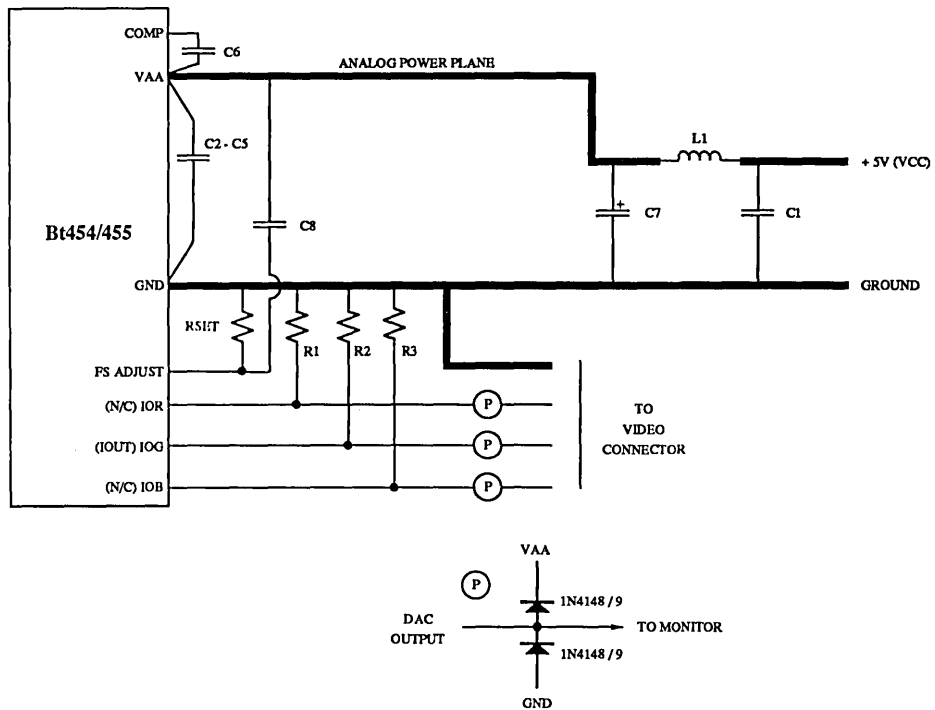 COMP
C6
VAA
ANALOG POWER PLANE
C2 - C5
L1
+ 5V (VCC)
+
C7
C1
C8
Bt454/455
GND
GROUND
RSET
R1
R2
R3
FS ADJUST
(N/C) IOR
P
(IOUT) IOG
P
(N/C) IOB
P
TO
VIDEO
CONNECTOR
VAA
P
1N4148 / 9
DAC
OUTPUT
TO MONITOR
1N4148 / 9
GND